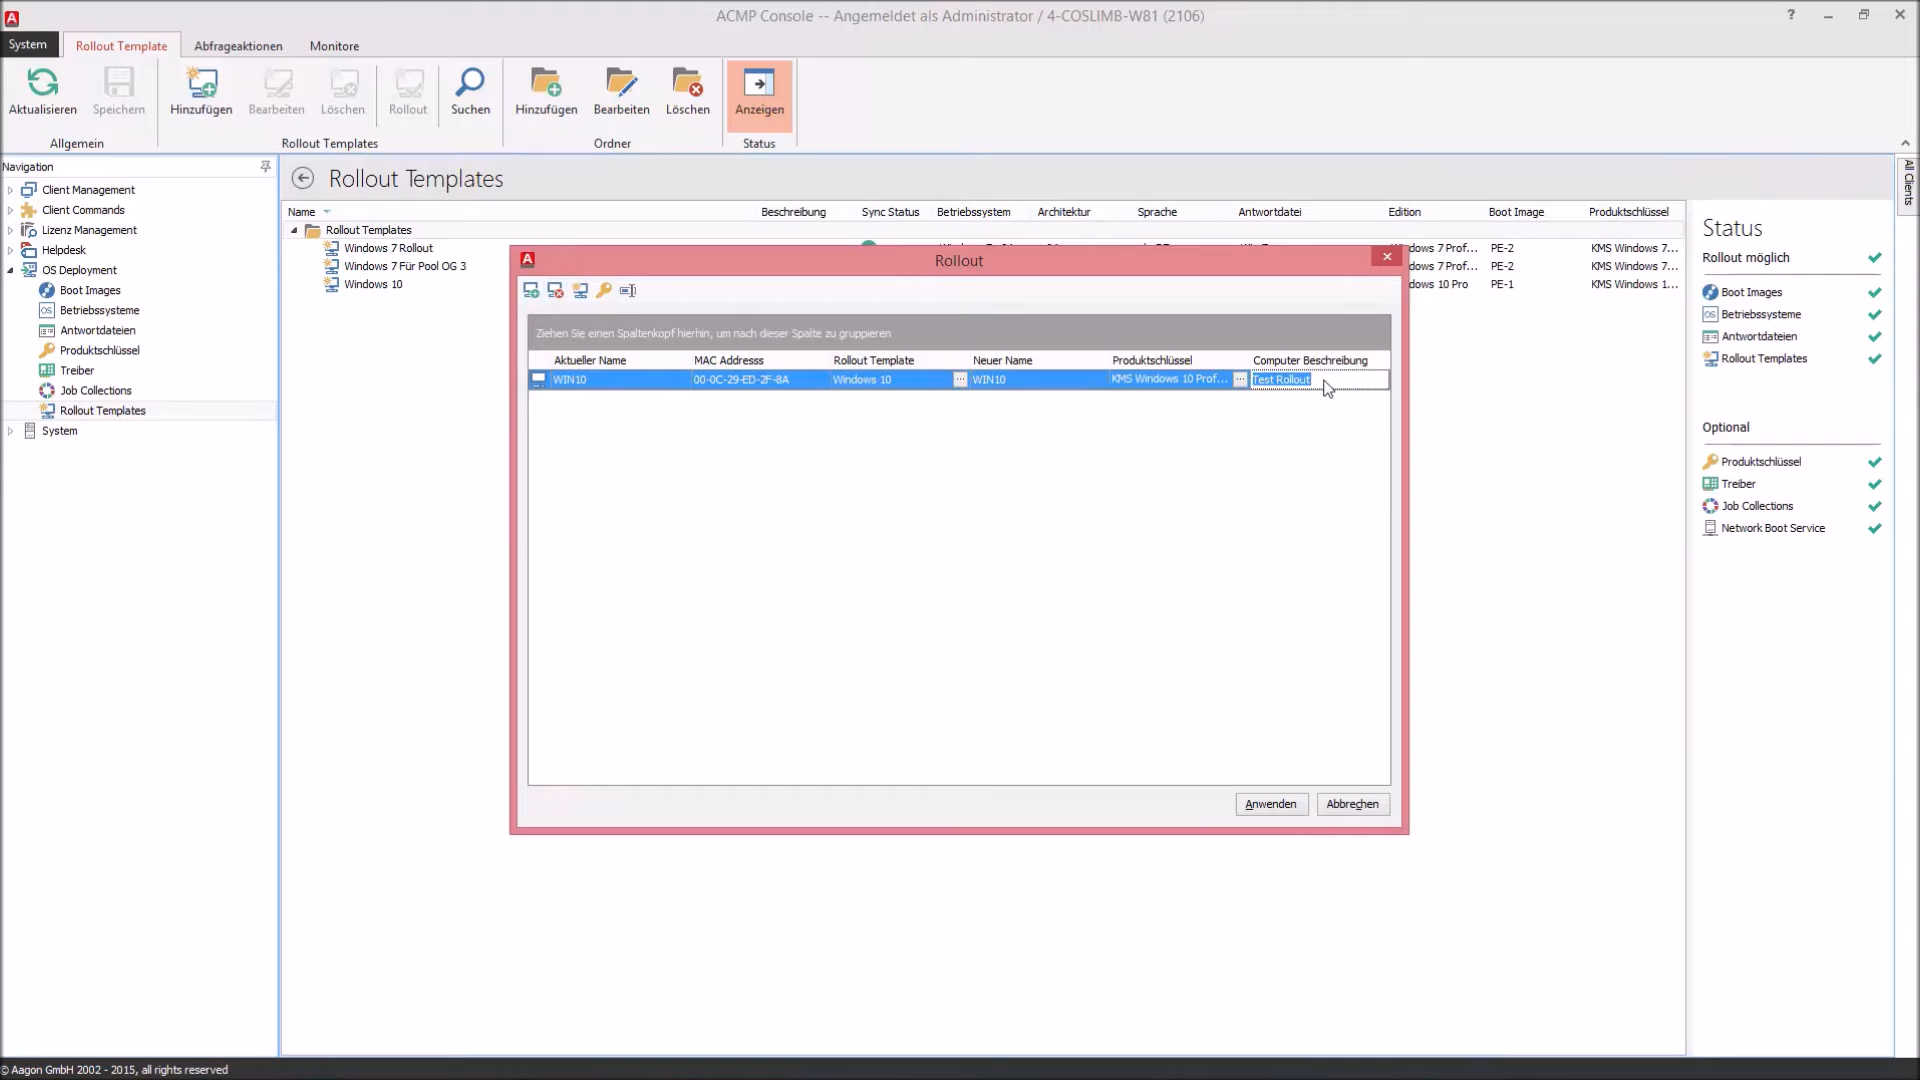 ACMP Console -- Angemeldet als Administrator / 4-COSLIMB-W81 (2106)
System
Rollout Template
Abfrageaktionen
Monitore
Aktualisieren
Speichern
Hinzufügen
Bearbeiten
Löschen
Rollout
Suchen
Hinzufügen
Bearbeiten
Löschen
Anzeigen
Allgemein
Rollout Templates
Ordner
Status
Navigation
Client Management
Client Commands
Lizenz Management
Helpdesk
OS Deployment
Boot Images
Betriebssysteme
Antwortdateien
Produktschlüssel
Treiber
Job Collections
Rollout Templates
System
Rollout Templates
Name Beschreibung Sync Status Betriebssystem Architektur Sprache Antwortdatei Edition Boot Image Produktschlüssel
Rollout Templates
Windows 7 Rollout
dows 7 Prof... PE-2 KMS Windows 7...
Windows 7 Für Pool OG 3
dows 7 Prof... PE-2 KMS Windows 7...
Windows 10
dows 10 Pro PE-1 KMS Windows 1...
Rollout
Ziehen Sie einen Spaltenkopf hierhin, um nach dieser Spalte zu gruppieren
Aktueller Name MAC Addresss Rollout Template Neuer Name Produktschlüssel Computer Beschreibung
WIN10 00-0C-29-ED-2F-8A Windows 10 ... WIN10 KMS Windows 10 Prof... ... Test Rollout
Anwenden
Abbrechen
Status
Rollout möglich
Boot Images
Betriebssysteme
Antwortdateien
Rollout Templates
Optional
Produktschlüssel
Treiber
Job Collections
Network Boot Service
All Clients
© Aagon GmbH 2002 - 2015, all rights reserved